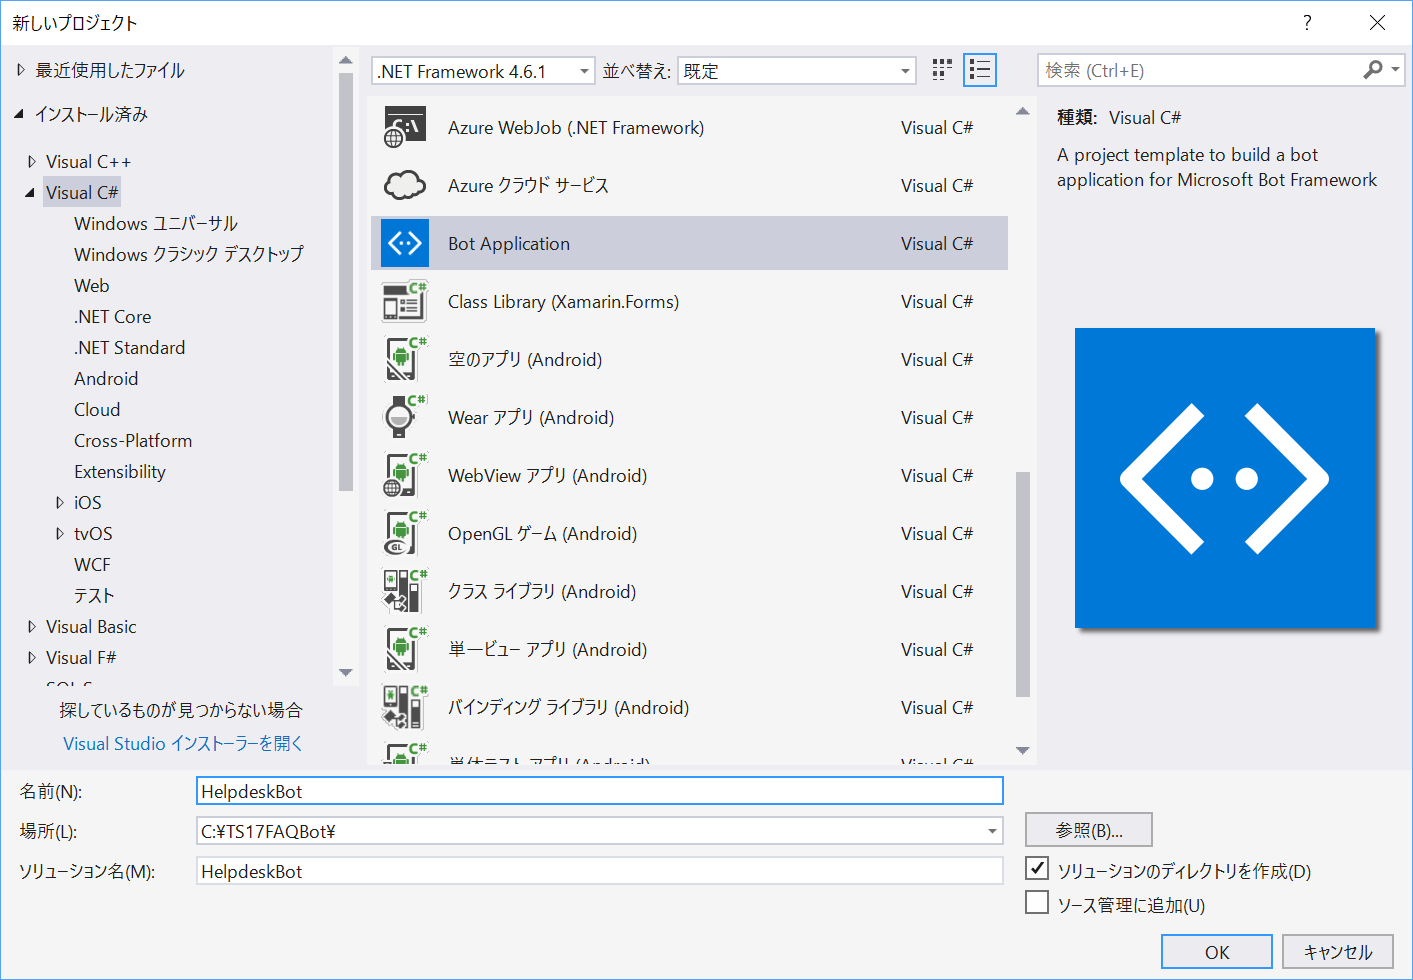 新しいプロジェクト
?
最近使用したファイル
インストール済み
Visual C++
Visual C#
Windows ユニバーサル
Windows クラシック デスクトップ
Web
.NET Core
.NET Standard
Android
Cloud
Cross-Platform
Extensibility
iOS
tvOS
WCF
テスト
Visual Basic
Visual F#
探しているものが見つからない場合
Visual Studio インストーラーを開く
.NET Framework 4.6.1 並べ替え: 既定
Azure WebJob (.NET Framework) Visual C#
Azure クラウド サービス Visual C#
Bot Application Visual C#
Class Library (Xamarin.Forms) Visual C#
空のアプリ (Android) Visual C#
Wear アプリ (Android) Visual C#
WebView アプリ (Android) Visual C#
OpenGL ゲーム (Android) Visual C#
クラス ライブラリ (Android) Visual C#
単一ビュー アプリ (Android) Visual C#
バインディング ライブラリ (Android) Visual C#
検索 (Ctrl+E)
種類: Visual C#
A project template to build a bot
application for Microsoft Bot Framework
名前(N): HelpdeskBot
場所(L): C:¥TS17FAQBot¥ 参照(B)...
ソリューション名(M): HelpdeskBot ソリューションのディレクトリを作成(D)
ソース管理に追加(U)
OK キャンセル